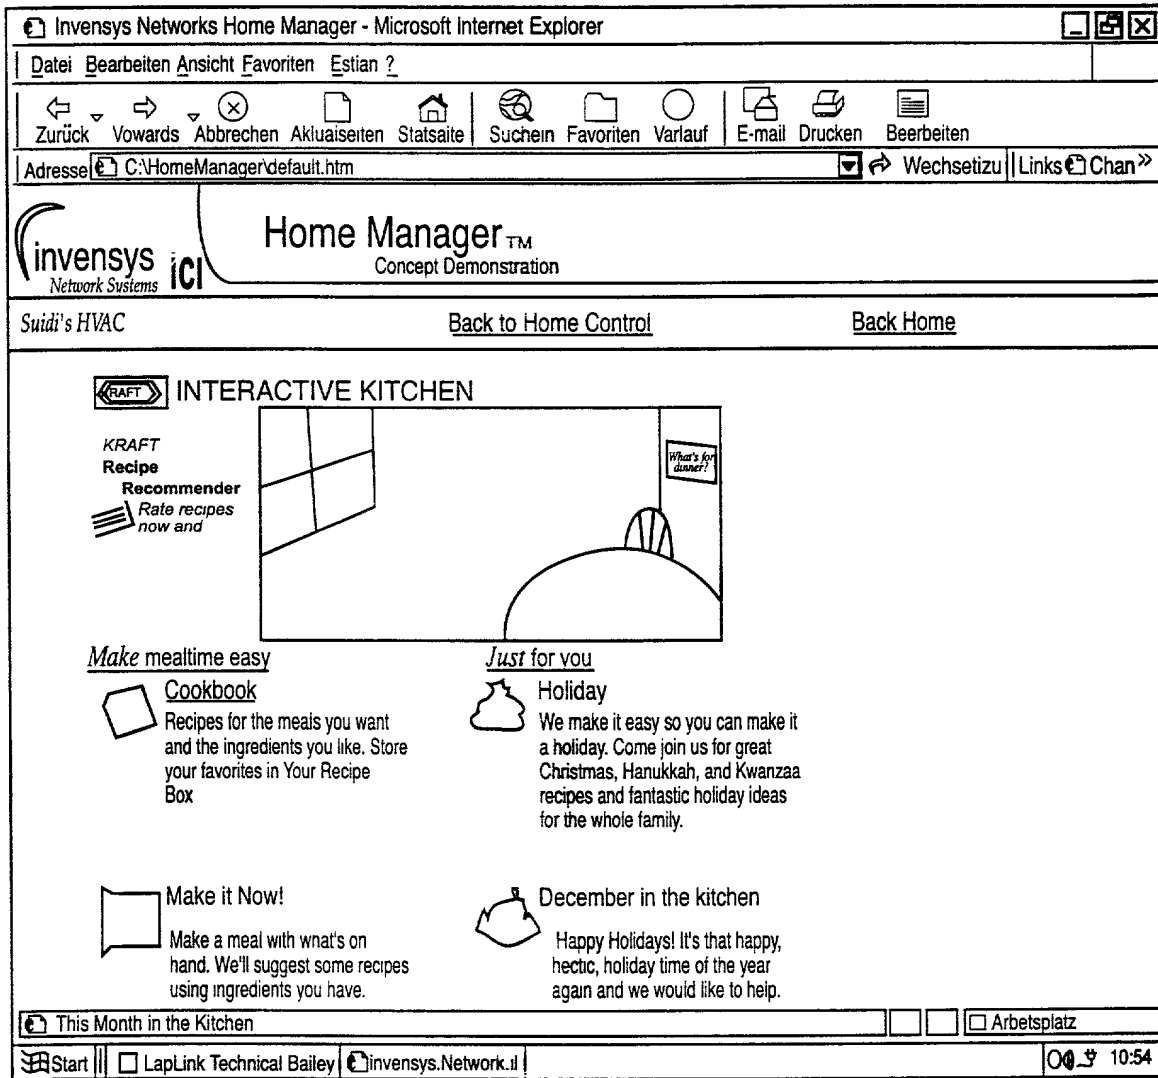 Invensys Networks Home Manager - Microsoft Internet Explorer
Datei Bearbeiten Ansicht Favoriten Estian ?
Zurück Vowards Abbrechen Akluaiseiten Statsaite Suchein Favoriten Varlauf E-mail Drucken Beerbeiten
Adresse C:\HomeManager\default.htm Wechsetizu Links Chan»
invensys
Network Systems
iCI
Home Manager TM
Concept Demonstration
Suidi's HVAC Back to Home Control Back Home
KRAFT INTERACTIVE KITCHEN
KRAFT
Recipe
Recommender
Rate recipes
now and
What's for
dinner?
Make mealtime easy
Cookbook
Recipes for the meals you want
and the ingredients you like. Store
your favorites in Your Recipe
Box
Just for you
Holiday
We make it easy so you can make it
a holiday. Come join us for great
Christmas, Hanukkah, and Kwanzaa
recipes and fantastic holiday ideas
for the whole family.
Make it Now!
Make a meal with wnat's on
hand. We'll suggest some recipes
using ingredients you have.
December in the kitchen
Happy Holidays! It's that happy,
hectic, holiday time of the year
again and we would like to help.
This Month in the Kitchen Arbetsplatz
Start LapLink Technical Bailey invensys.Network.il 10:54